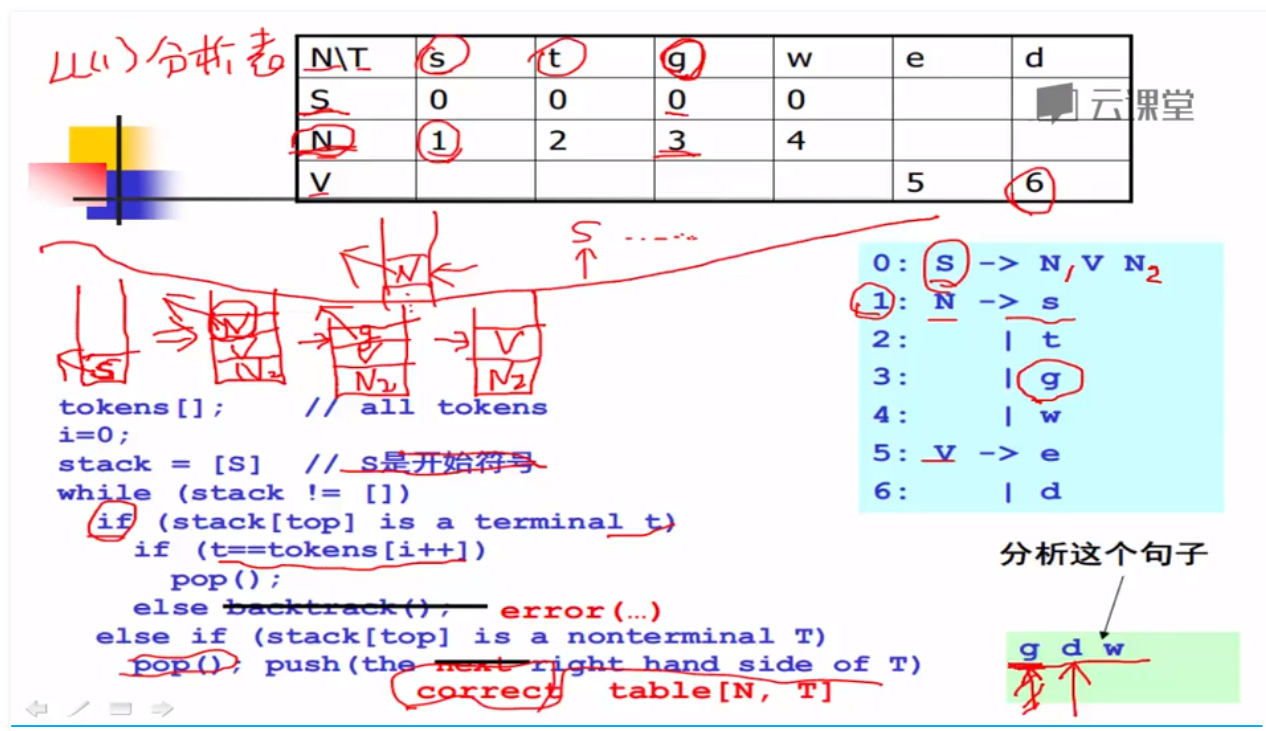 LL(1)分析表
N\T s t g w e d
S 0 0 0 0
N 1 2 3 4
V 5 6
云课堂
S ......
N
S
N V N2
g V N2
V N2
0: S -> N1 V N2
1: N -> s
2: | t
3: | g
4: | w
5: V -> e
6: | d
tokens[]; // all tokens
i=0;
stack = [S] // S是开始符号
while (stack != [])
if (stack[top] is a terminal t)
if (t==tokens[i++])
pop();
else backtrack(); error(…)
else if (stack[top] is a nonterminal T)
pop(); push(the next right hand side of T)
correct table[N, T]
分析这个句子
g d w